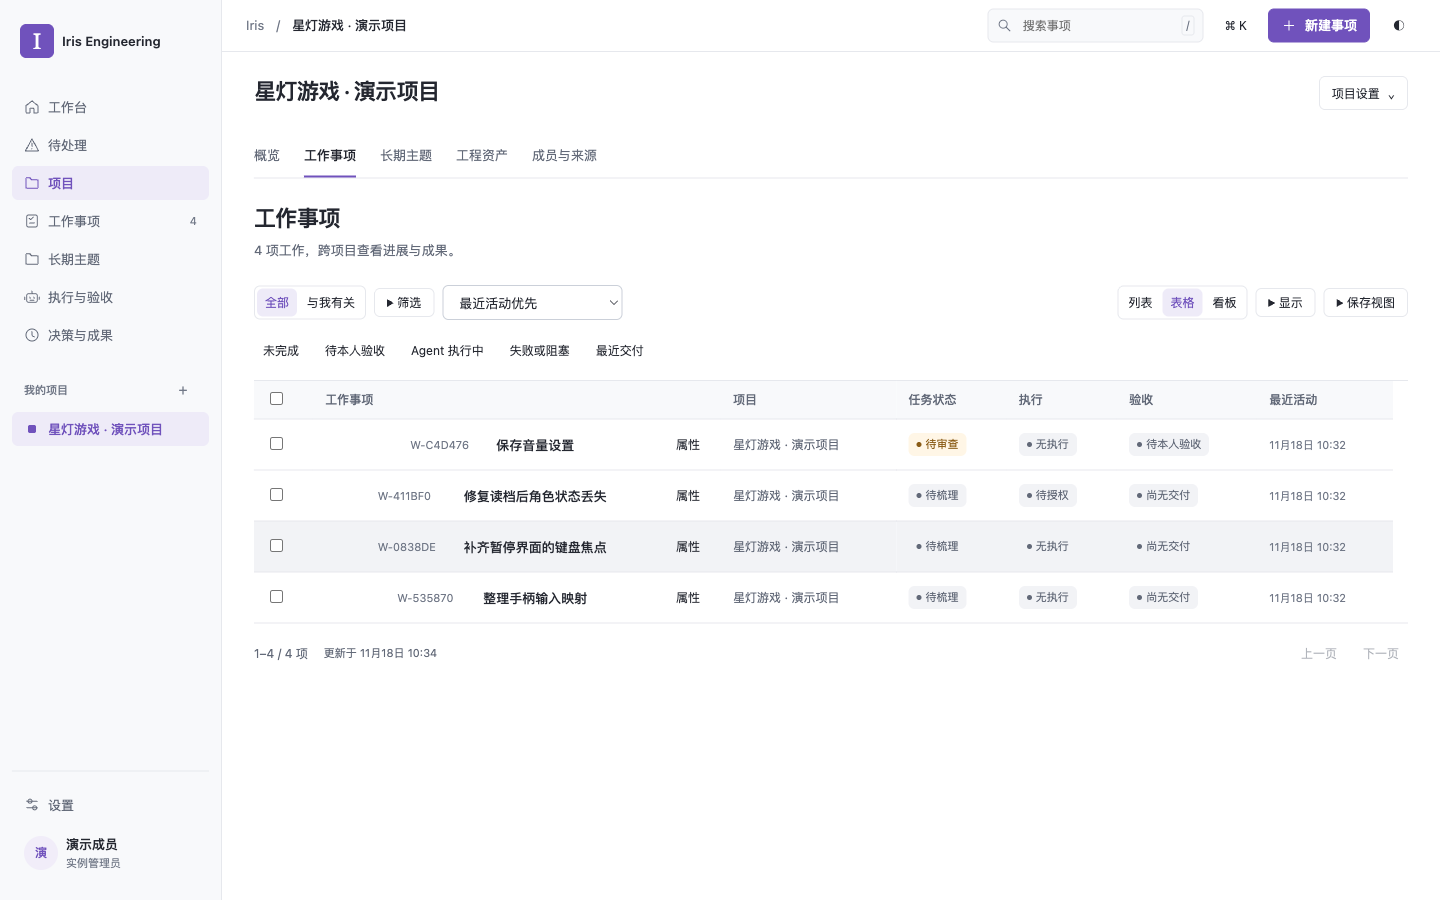 Iris Engineering
工作台
待处理
项目
工作事项 4
长期主题
执行与验收
决策与成果
我的项目 +
星灯游戏 · 演示项目
设置
演 演示成员
实例管理员
Iris / 星灯游戏 · 演示项目 搜索事项 / ⌘ K + 新建事项
星灯游戏 · 演示项目 项目设置
概览 工作事项 长期主题 工程资产 成员与来源
工作事项
4 项工作，跨项目查看进展与成果。
全部 与我有关 筛选 最近活动优先 列表 表格 看板 显示 保存视图
未完成 待本人验收 Agent 执行中 失败或阻塞 最近交付
工作事项 项目 任务状态 执行 验收 最近活动
W-C4D476 保存音量设置 属性 星灯游戏 · 演示项目 待审查 无执行 待本人验收 11月18日 10:32
W-411BF0 修复读档后角色状态丢失 属性 星灯游戏 · 演示项目 待梳理 待授权 尚无交付 11月18日 10:32
W-0838DE 补齐暂停界面的键盘焦点 属性 星灯游戏 · 演示项目 待梳理 无执行 尚无交付 11月18日 10:32
W-535870 整理手柄输入映射 属性 星灯游戏 · 演示项目 待梳理 无执行 尚无交付 11月18日 10:32
1–4 / 4 项 更新于 11月18日 10:34 上一页 下一页